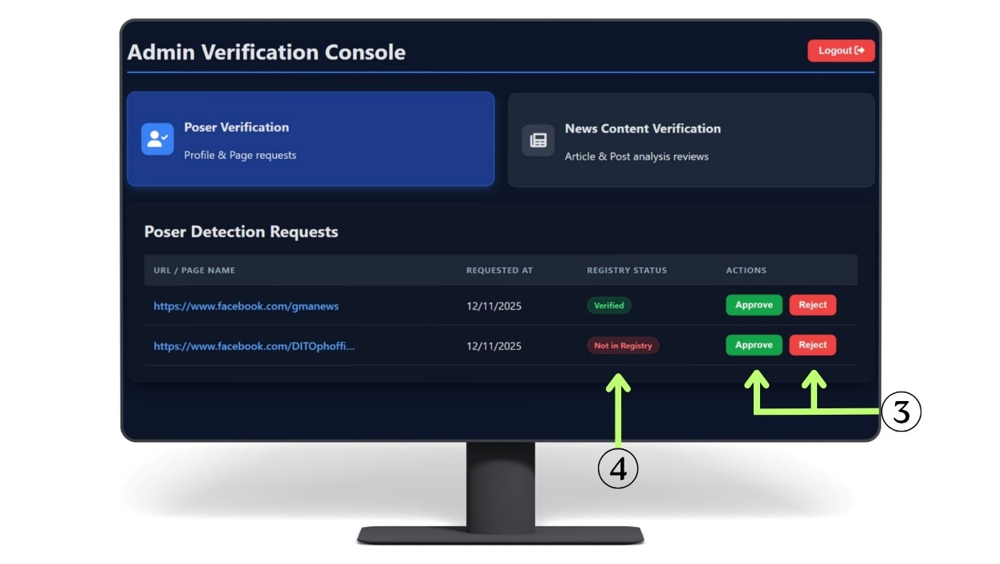 Admin Verification Console
Logout
Poser Verification
Profile & Page requests
News Content Verification
Article & Post analysis reviews
Poser Detection Requests
URL / PAGE NAME REQUESTED AT REGISTRY STATUS ACTIONS
https://www.facebook.com/gmanews 12/11/2025 Verified Approve Reject
https://www.facebook.com/DITOphoffi... 12/11/2025 Not in Registry Approve Reject
3
4